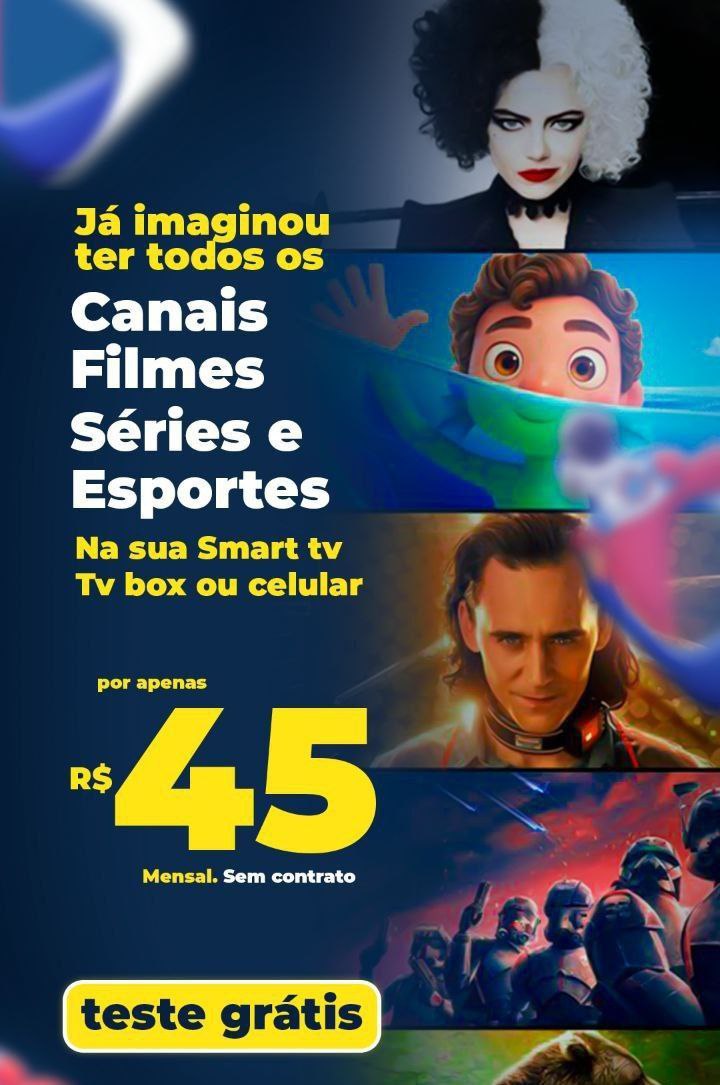 Já imaginou
ter todos os
Canais
Filmes
Séries e
Esportes
Na sua Smart tv
Tv box ou celular
por apenas
R$45
Mensal. Sem contrato
teste grátis